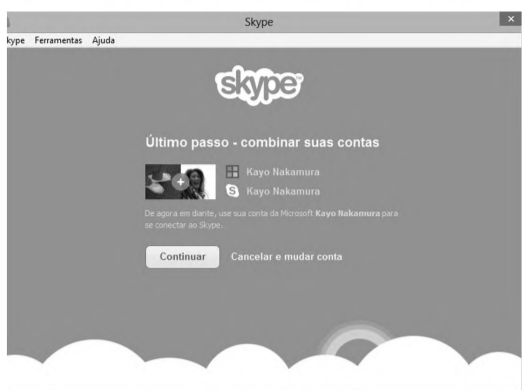 Skype
kype Ferramentas Ajuda
skype™
Último passo - combinar suas contas
Kayo Nakamura
Kayo Nakamura
De agora em diante, use sua conta da Microsoft Kayo Nakamura para
se conectar ao Skype.
Continuar Cancelar e mudar conta